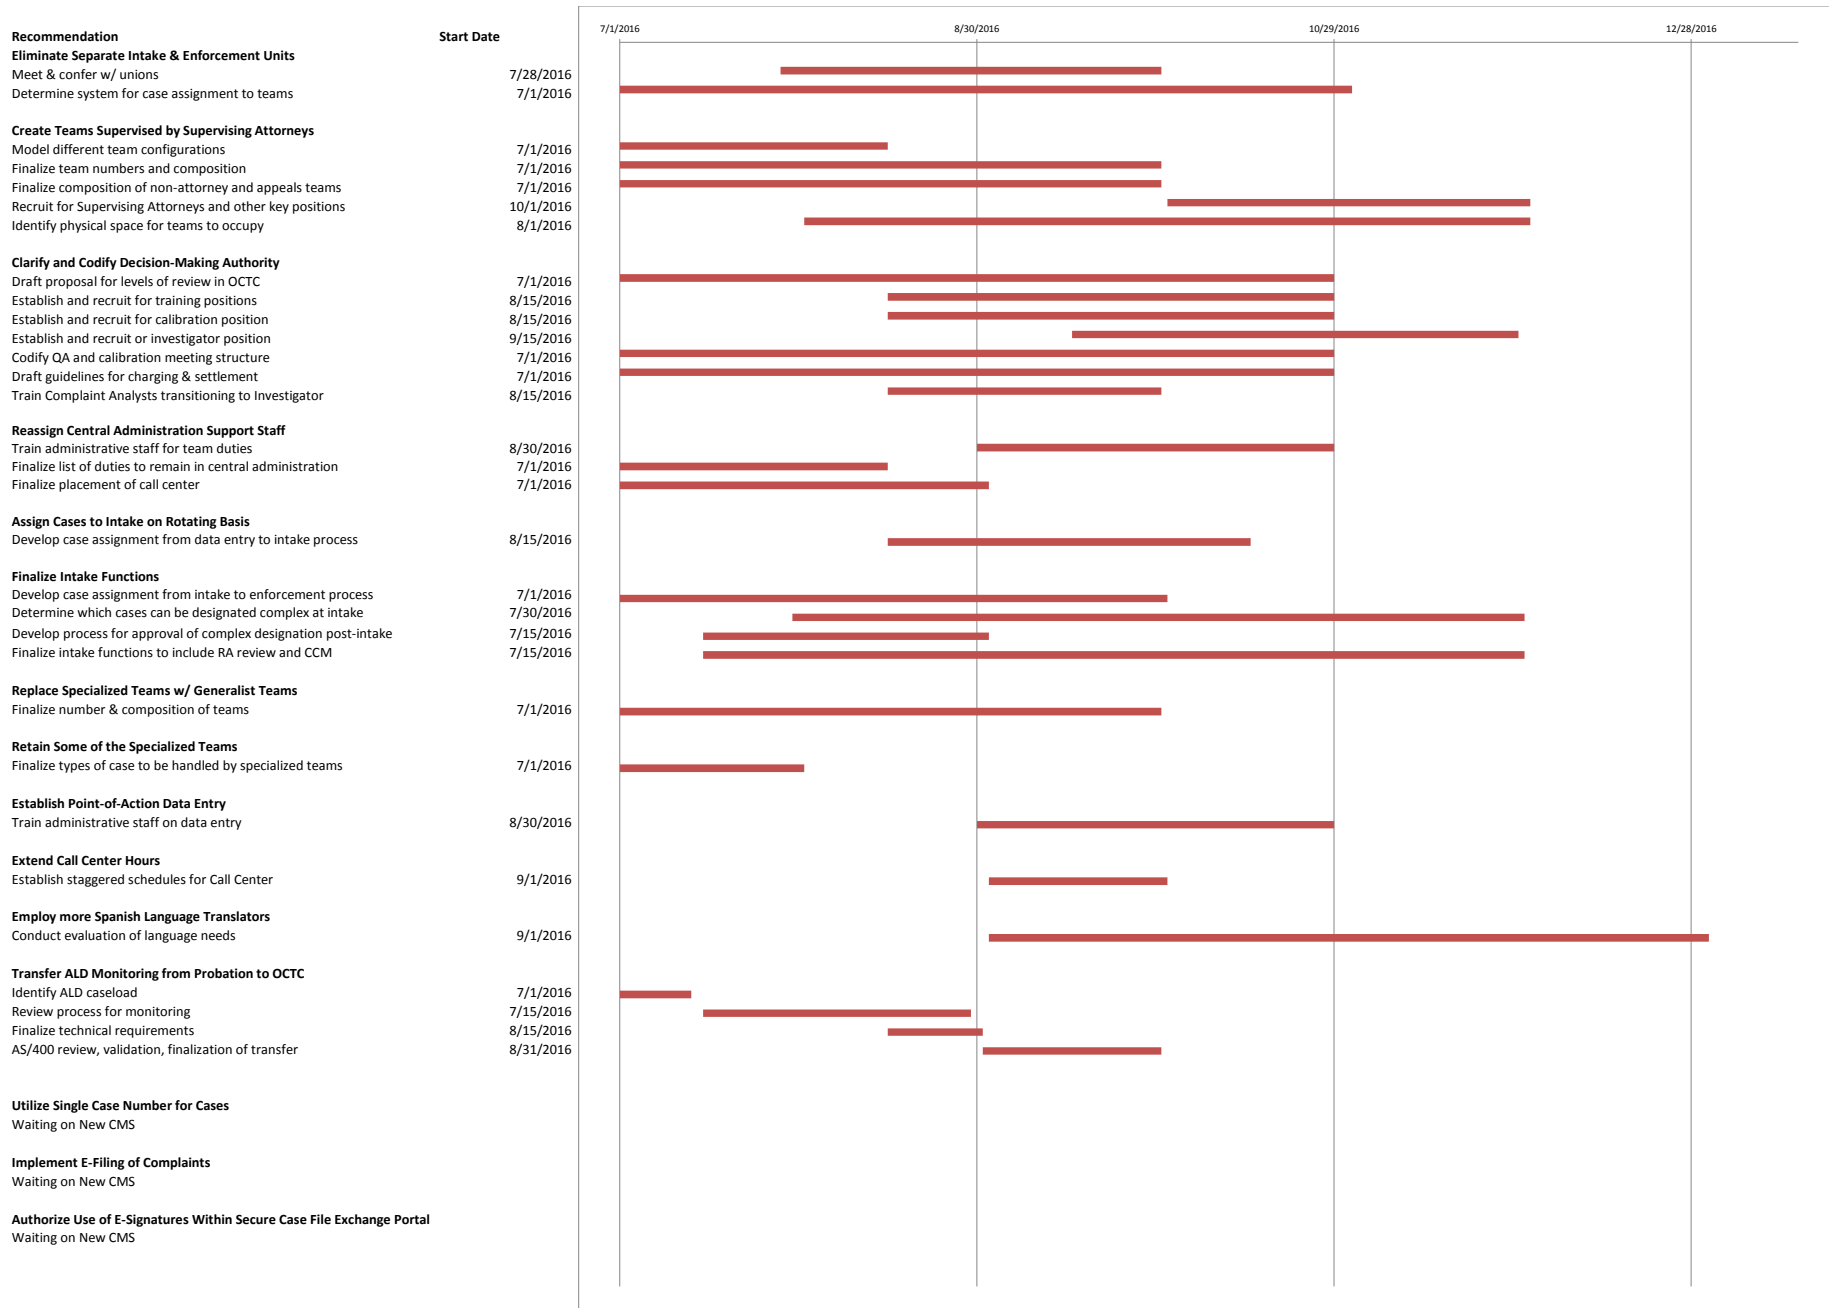 7/1/2016 8/30/2016 10/29/2016 12/28/2016
Recommendation Start Date
Eliminate Separate Intake & Enforcement Units
Meet & confer w/ unions 7/28/2016
Determine system for case assignment to teams 7/1/2016
Create Teams Supervised by Supervising Attorneys
Model different team configurations 7/1/2016
Finalize team numbers and composition 7/1/2016
Finalize composition of non-attorney and appeals teams 7/1/2016
Recruit for Supervising Attorneys and other key positions 10/1/2016
Identify physical space for teams to occupy 8/1/2016
Clarify and Codify Decision-Making Authority
Draft proposal for levels of review in OCTC 7/1/2016
Establish and recruit for training positions 8/15/2016
Establish and recruit for calibration position 8/15/2016
Establish and recruit or investigator position 9/15/2016
Codify QA and calibration meeting structure 7/1/2016
Draft guidelines for charging & settlement 7/1/2016
Train Complaint Analysts transitioning to Investigator 8/15/2016
Reassign Central Administration Support Staff
Train administrative staff for team duties 8/30/2016
Finalize list of duties to remain in central administration 7/1/2016
Finalize placement of call center 7/1/2016
Assign Cases to Intake on Rotating Basis
Develop case assignment from data entry to intake process 8/15/2016
Finalize Intake Functions
Develop case assignment from intake to enforcement process 7/1/2016
Determine which cases can be designated complex at intake 7/30/2016
Develop process for approval of complex designation post-intake 7/15/2016
Finalize intake functions to include RA review and CCM 7/15/2016
Replace Specialized Teams w/ Generalist Teams
Finalize number & composition of teams 7/1/2016
Retain Some of the Specialized Teams
Finalize types of case to be handled by specialized teams 7/1/2016
Establish Point-of-Action Data Entry
Train administrative staff on data entry 8/30/2016
Extend Call Center Hours
Establish staggered schedules for Call Center 9/1/2016
Employ more Spanish Language Translators
Conduct evaluation of language needs 9/1/2016
Transfer ALD Monitoring from Probation to OCTC
Identify ALD caseload 7/1/2016
Review process for monitoring 7/15/2016
Finalize technical requirements 8/15/2016
AS/400 review, validation, finalization of transfer 8/31/2016
Utilize Single Case Number for Cases
Waiting on New CMS
Implement E-Filing of Complaints
Waiting on New CMS
Authorize Use of E-Signatures Within Secure Case File Exchange Portal
Waiting on New CMS